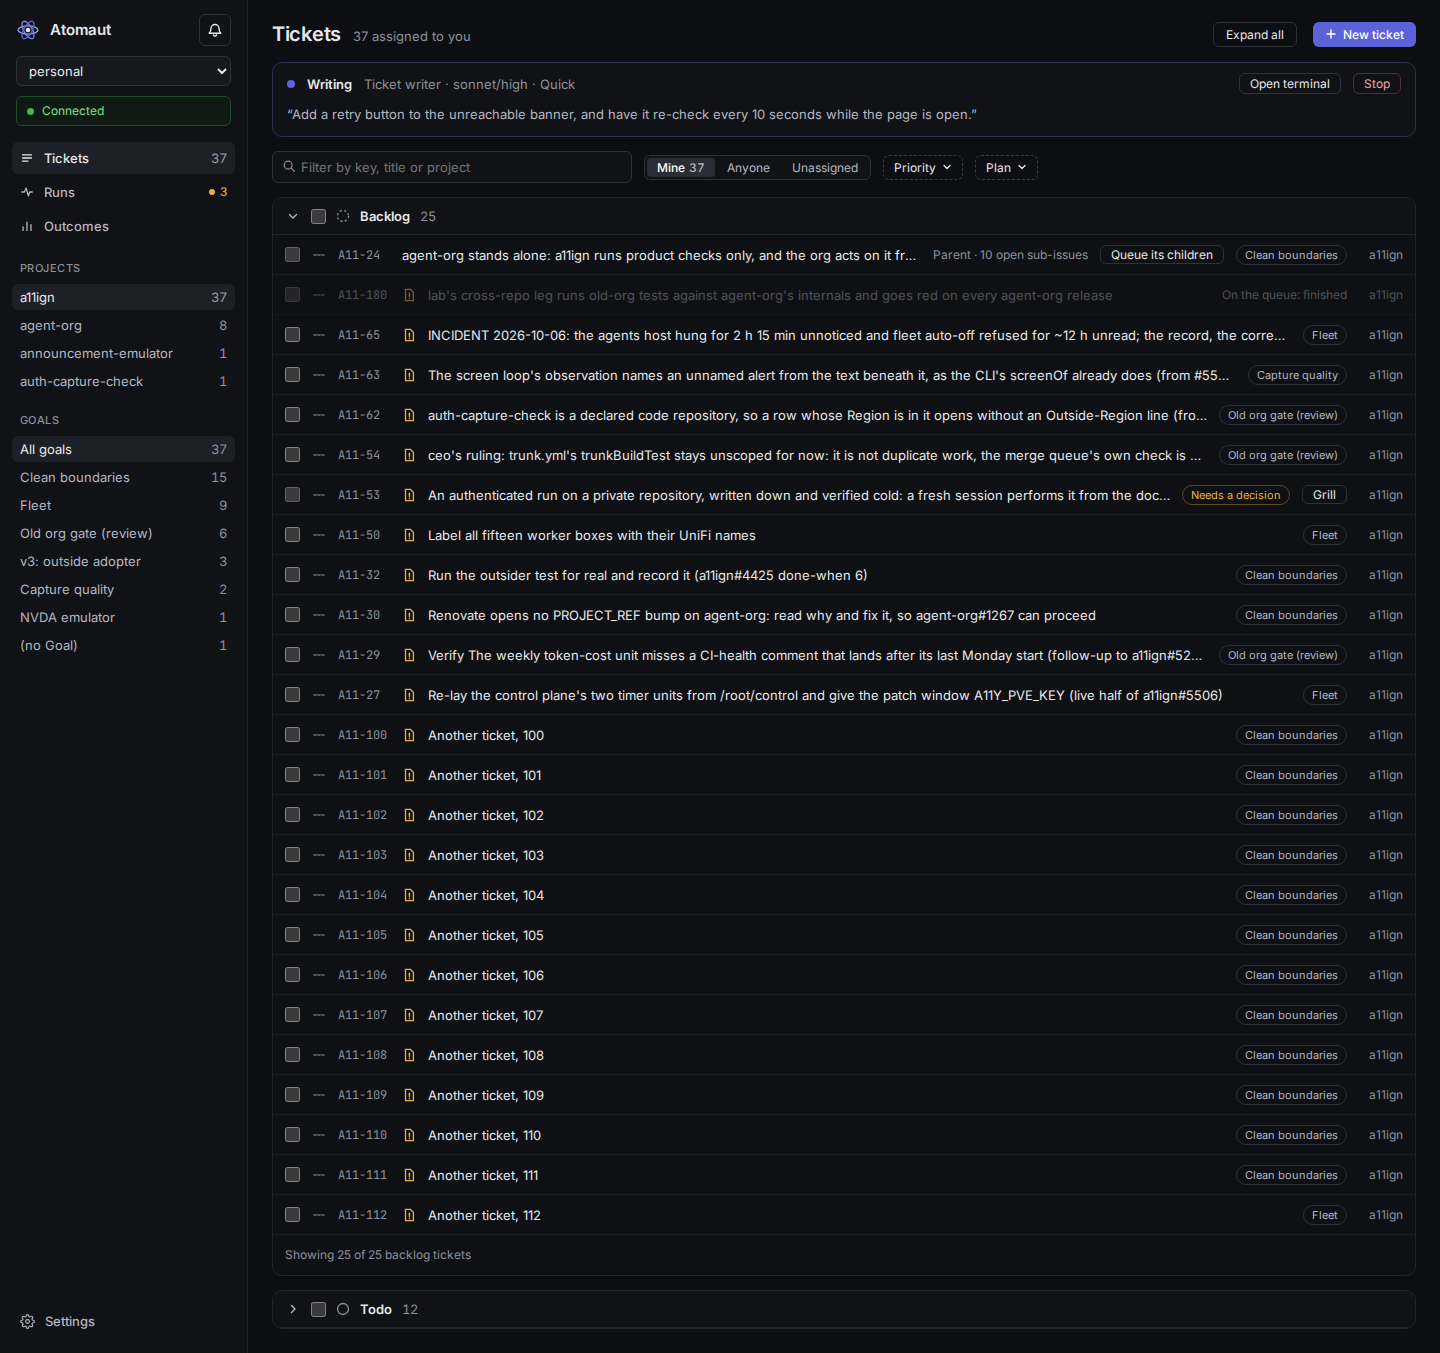 Atomaut
personal
Connected
Tickets 37
Runs 3
Outcomes
PROJECTS
a11ign 37
agent-org 8
announcement-emulator 1
auth-capture-check 1
GOALS
All goals 37
Clean boundaries 15
Fleet 9
Old org gate (review) 6
v3: outside adopter 3
Capture quality 2
NVDA emulator 1
(no Goal) 1
Settings
Tickets 37 assigned to you Expand all + New ticket
Writing Ticket writer · sonnet/high · Quick Open terminal Stop
“Add a retry button to the unreachable banner, and have it re-check every 10 seconds while the page is open.”
Filter by key, title or project Mine 37 Anyone Unassigned Priority Plan
Backlog 25
A11-24 agent-org stands alone: a11ign runs product checks only, and the org acts on it fr... Parent · 10 open sub-issues Queue its children Clean boundaries a11ign
A11-180 lab's cross-repo leg runs old-org tests against agent-org's internals and goes red on every agent-org release On the queue: finished a11ign
A11-65 INCIDENT 2026-10-06: the agents host hung for 2 h 15 min unnoticed and fleet auto-off refused for ~12 h unread; the record, the corre... Fleet a11ign
A11-63 The screen loop's observation names an unnamed alert from the text beneath it, as the CLI's screenOf already does (from #55... Capture quality a11ign
A11-62 auth-capture-check is a declared code repository, so a row whose Region is in it opens without an Outside-Region line (fro... Old org gate (review) a11ign
A11-54 ceo's ruling: trunk.yml's trunkBuildTest stays unscoped for now: it is not duplicate work, the merge queue's own check is ... Old org gate (review) a11ign
A11-53 An authenticated run on a private repository, written down and verified cold: a fresh session performs it from the doc... Needs a decision Grill a11ign
A11-50 Label all fifteen worker boxes with their UniFi names Fleet a11ign
A11-32 Run the outsider test for real and record it (a11ign#4425 done-when 6) Clean boundaries a11ign
A11-30 Renovate opens no PROJECT_REF bump on agent-org: read why and fix it, so agent-org#1267 can proceed Clean boundaries a11ign
A11-29 Verify The weekly token-cost unit misses a CI-health comment that lands after its last Monday start (follow-up to a11ign#52... Old org gate (review) a11ign
A11-27 Re-lay the control plane's two timer units from /root/control and give the patch window A11Y_PVE_KEY (live half of a11ign#5506) Fleet a11ign
A11-100 Another ticket, 100 Clean boundaries a11ign
A11-101 Another ticket, 101 Clean boundaries a11ign
A11-102 Another ticket, 102 Clean boundaries a11ign
A11-103 Another ticket, 103 Clean boundaries a11ign
A11-104 Another ticket, 104 Clean boundaries a11ign
A11-105 Another ticket, 105 Clean boundaries a11ign
A11-106 Another ticket, 106 Clean boundaries a11ign
A11-107 Another ticket, 107 Clean boundaries a11ign
A11-108 Another ticket, 108 Clean boundaries a11ign
A11-109 Another ticket, 109 Clean boundaries a11ign
A11-110 Another ticket, 110 Clean boundaries a11ign
A11-111 Another ticket, 111 Clean boundaries a11ign
A11-112 Another ticket, 112 Fleet a11ign
Showing 25 of 25 backlog tickets
Todo 12